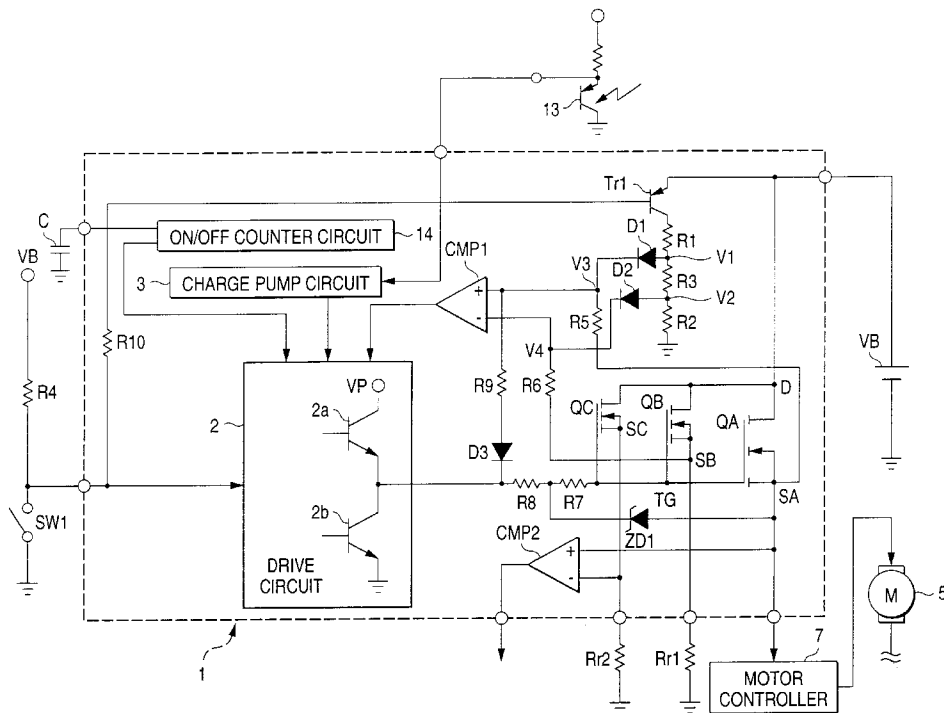 13
Tr1
C
ON/OFF COUNTER CIRCUIT
14
D1
R1
V1
VB
CMP1
V3
D2
R3
V2
3
CHARGE PUMP CIRCUIT
+
-
R5
R2
R10
V4
VB
R4
VP
R9
R6
2
2a
QC
QB
D
QA
SC
D3
SB
R8
R7
TG
SA
SW1
2b
CMP2
ZD1
DRIVE CIRCUIT
+
-
M
5
1
Rr2
Rr1
7
MOTOR
CONTROLLER